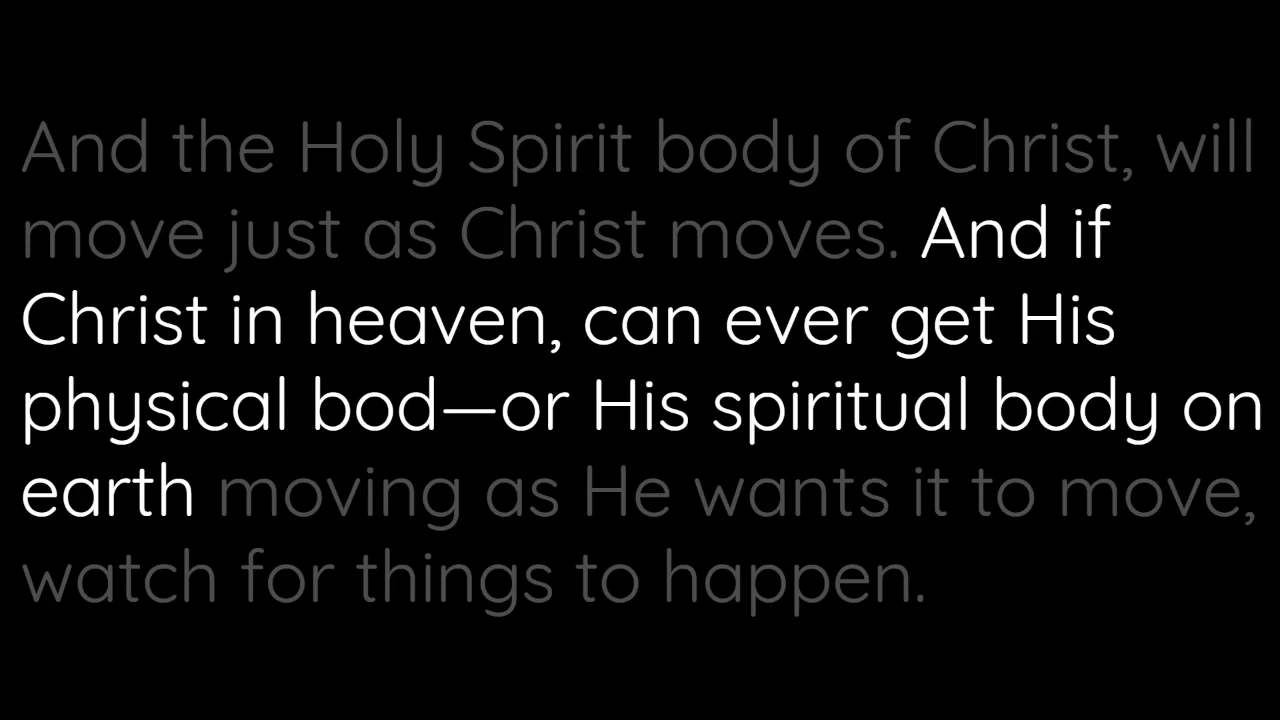 And the Holy Spirit body of Christ, will
move just as Christ moves. And if
Christ in heaven, can ever get His
physical bod—or His spiritual body on
earth moving as He wants it to move,
watch for things to happen.